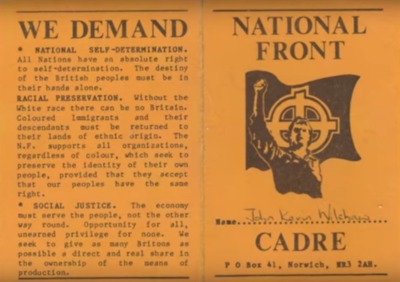 WE DEMAND
* NATIONAL SELF-DETERMINATION.
All Nations have an absolute right
to self-determination. The destiny
of the British peoples must be in
their hands alone.
RACIAL PRESERVATION. Without the
White race there can be no Britain.
Coloured immigrants and their
descendants must be returned to
their lands of ethnic origin. The
N.F. supports all organizations,
regardless of colour, which seek to
preserve the identity of their own
people, provided that they accept
that our peoples have the same
right.
* SOCIAL JUSTICE. The economy
must serve the people, not the other
way round. Opportunity for all,
unearned privilege for none. We
seek to give as many Britons as
possible a direct and real share in
the ownership of the means of
production.
NATIONAL
FRONT
Name John Kevin Wilshaw
CADRE
P O Box 41, Norwich, NR3 2AN.